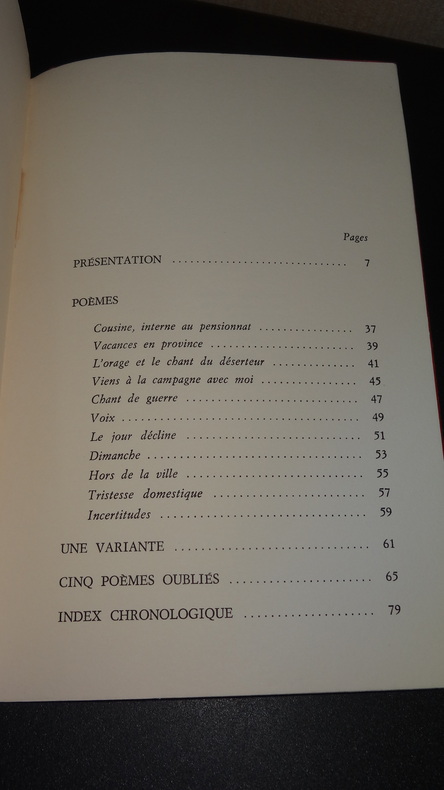 Pages
PRÉSENTATION .............................. 7
POÈMES
Cousine, interne au pensionnat ................ 37
Vacances en province ......................... 39
L'orage et le chant du déserteur .............. 41
Viens à la campagne avec moi ................ 45
Chant de guerre ............................. 47
Voix ........................................ 49
Le jour décline .............................. 51
Dimanche .................................... 53
Hors de la ville .............................. 55
Tristesse domestique ......................... 57
Incertitudes ................................. 59
UNE VARIANTE .............................. 61
CINQ POÈMES OUBLIÉS ..................... 65
INDEX CHRONOLOGIQUE ................... 79